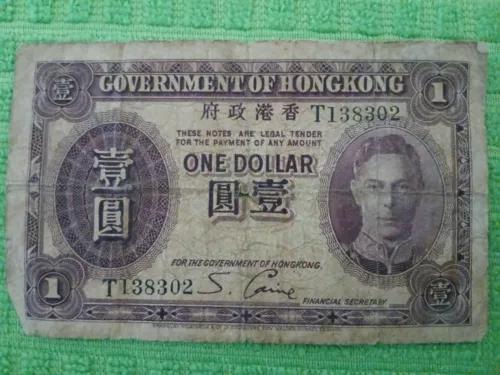 GOVERNMENT OF HONGKONG
壹
1
府政港香 T138302
THESE NOTES ARE LEGAL TENDER
FOR THE PAYMENT OF ANY AMOUNT
ONE DOLLAR
圓壹
壹圓
FOR THE GOVERNMENT OF HONGKONG.
T138302 S. Caine
FINANCIAL SECRETARY.
1
壹